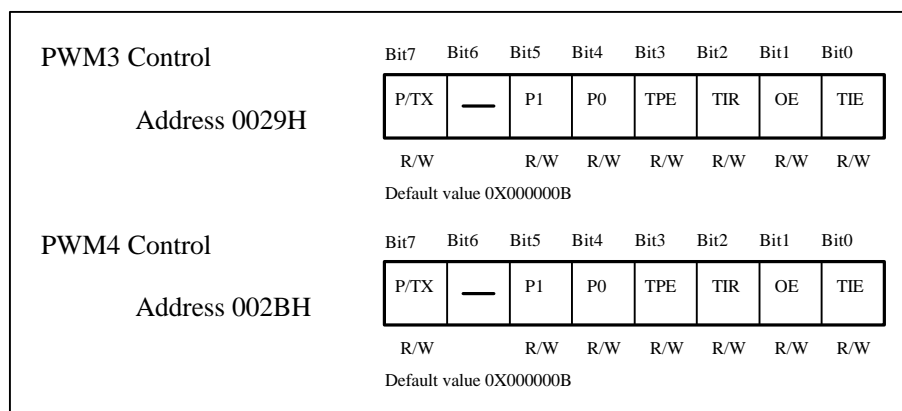 PWM3 Control
Bit7 Bit6 Bit5 Bit4 Bit3 Bit2 Bit1 Bit0
Address 0029H
P/TX — P1 P0 TPE TIR OE TIE
R/W R/W R/W R/W R/W R/W R/W
Default value 0X000000B
PWM4 Control
Bit7 Bit6 Bit5 Bit4 Bit3 Bit2 Bit1 Bit0
Address 002BH
P/TX — P1 P0 TPE TIR OE TIE
R/W R/W R/W R/W R/W R/W R/W
Default value 0X000000B